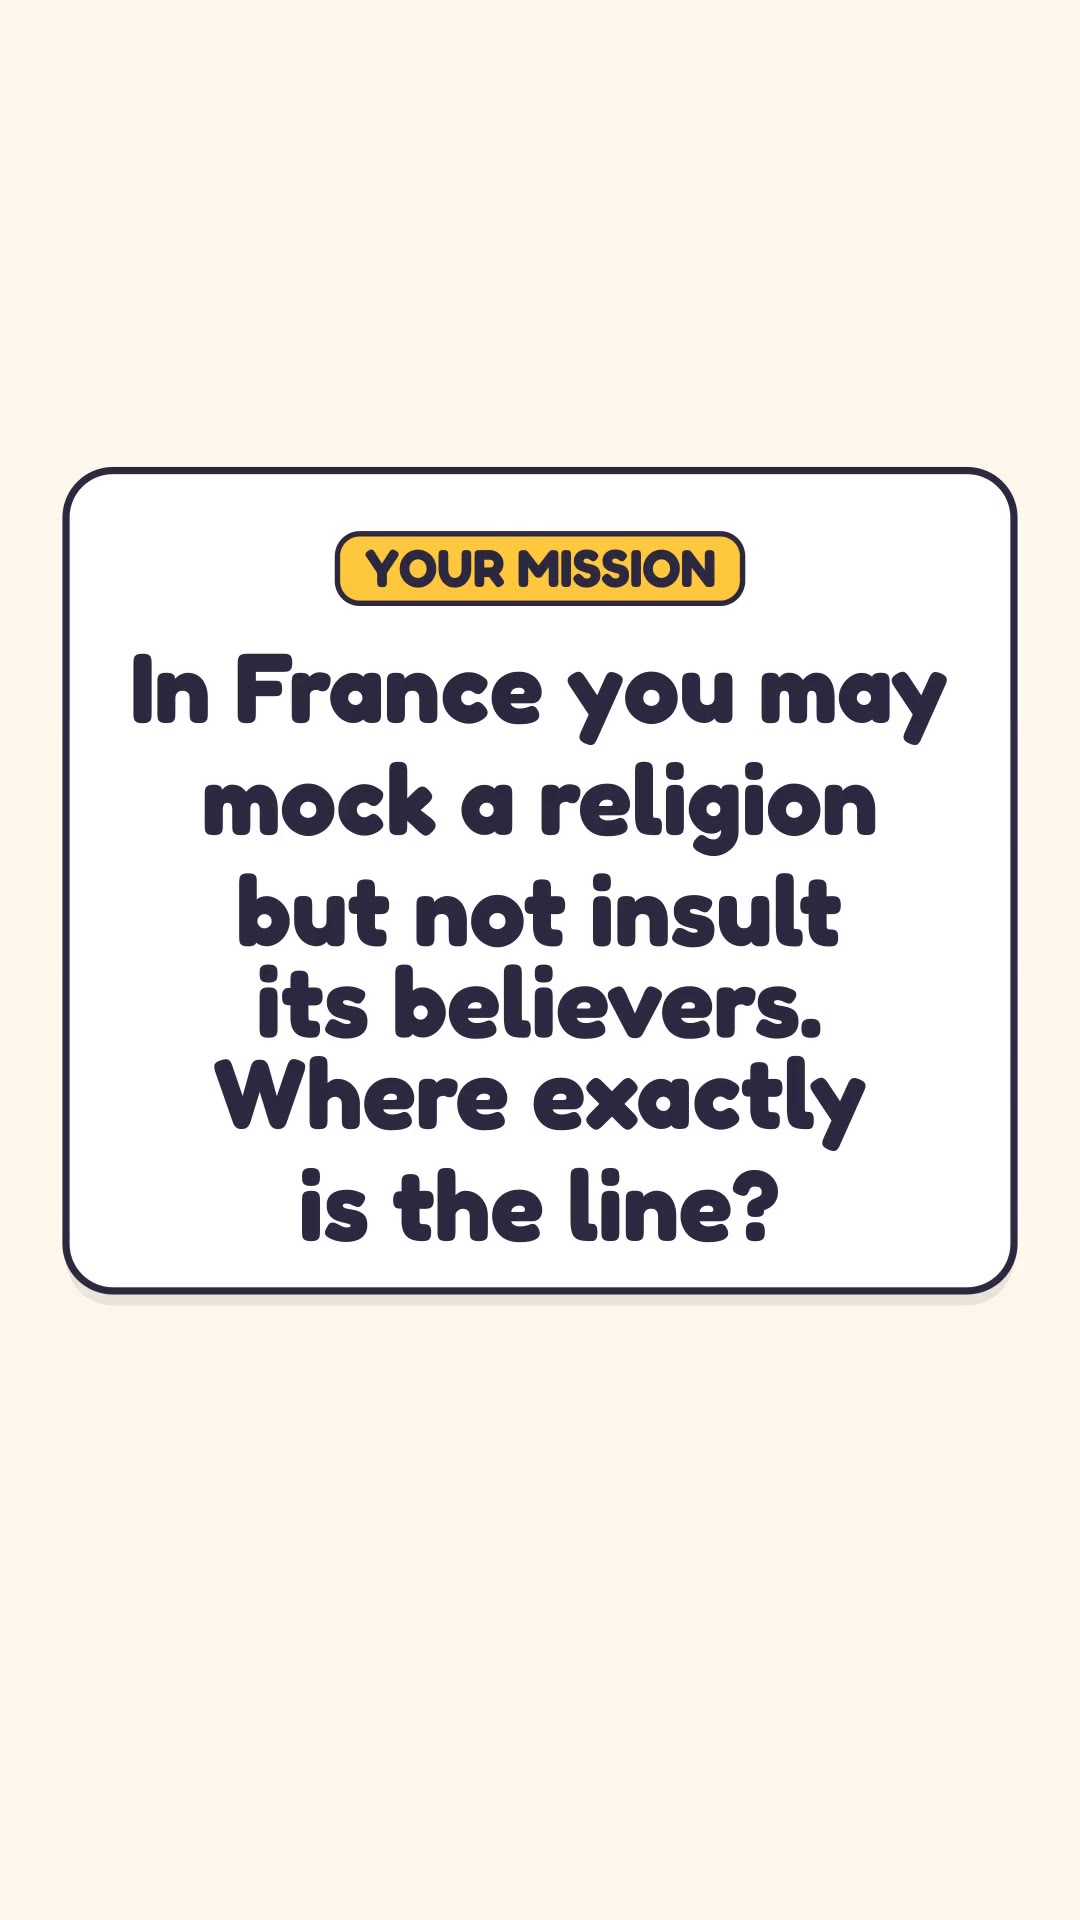 YOUR MISSION
In France you may
mock a religion
but not insult
its believers.
Where exactly
is the line?